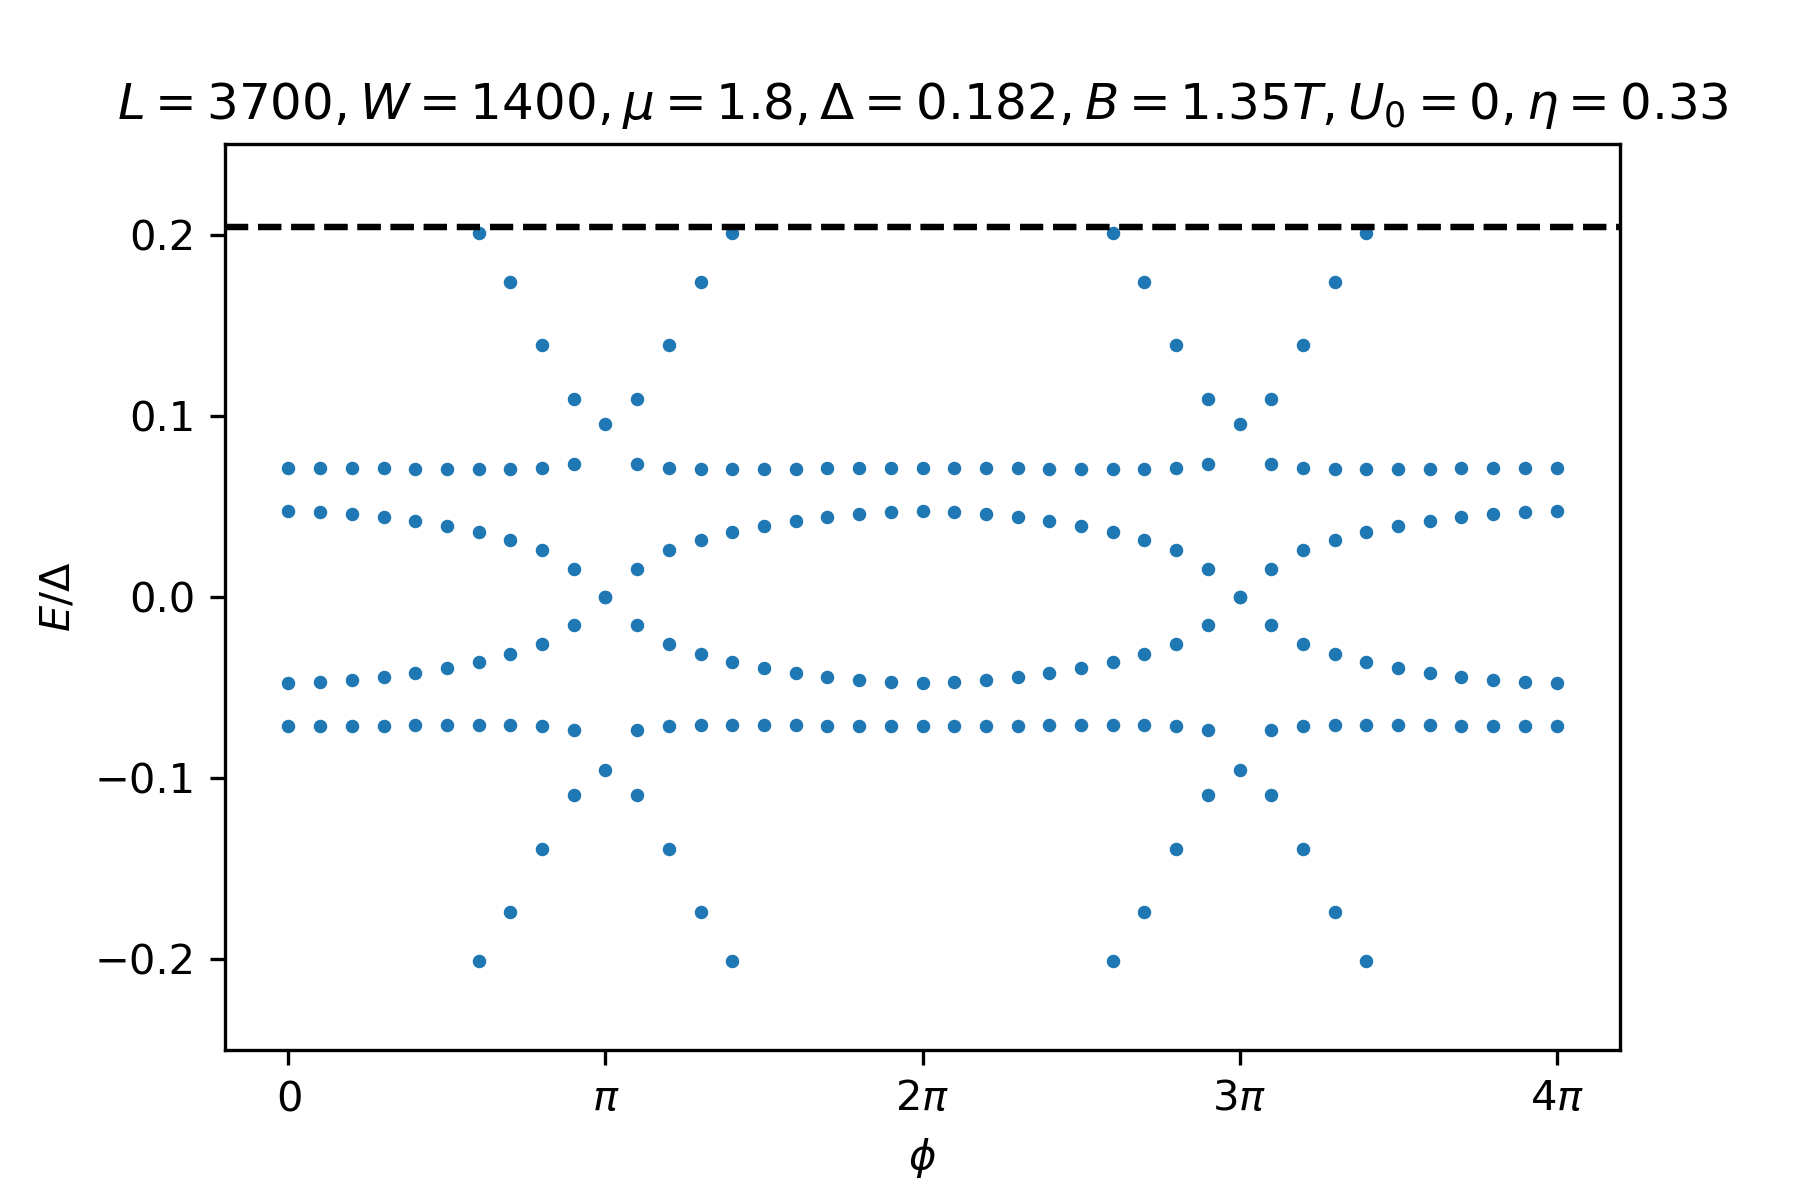 L = 3700, W = 1400, μ = 1.8, Δ = 0.182, B = 1.35T, U₀ = 0, η = 0.33
0.2
0.1
0.0
−0.1
−0.2
E/Δ
0 π 2π 3π 4π
ϕ